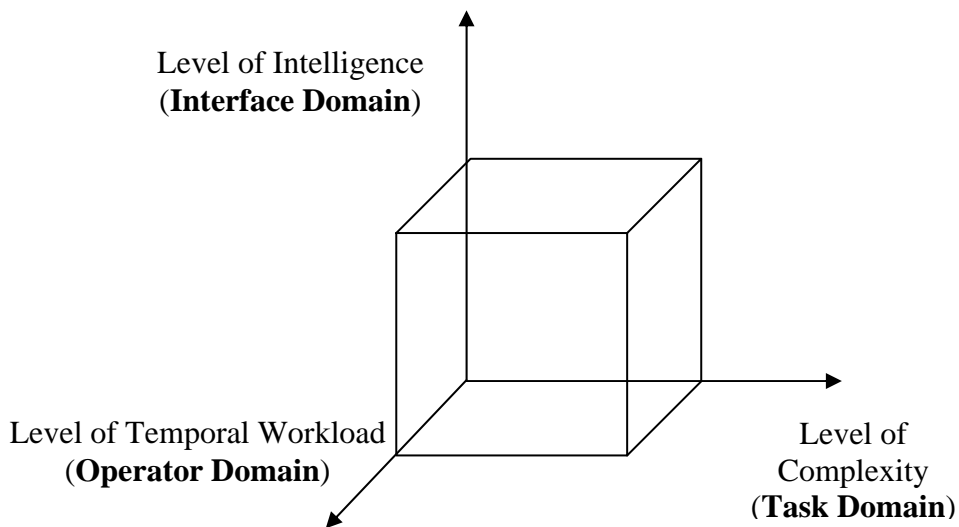 Level of Intelligence
(Interface Domain)
Level of Temporal Workload
(Operator Domain)
Level of
Complexity
(Task Domain)